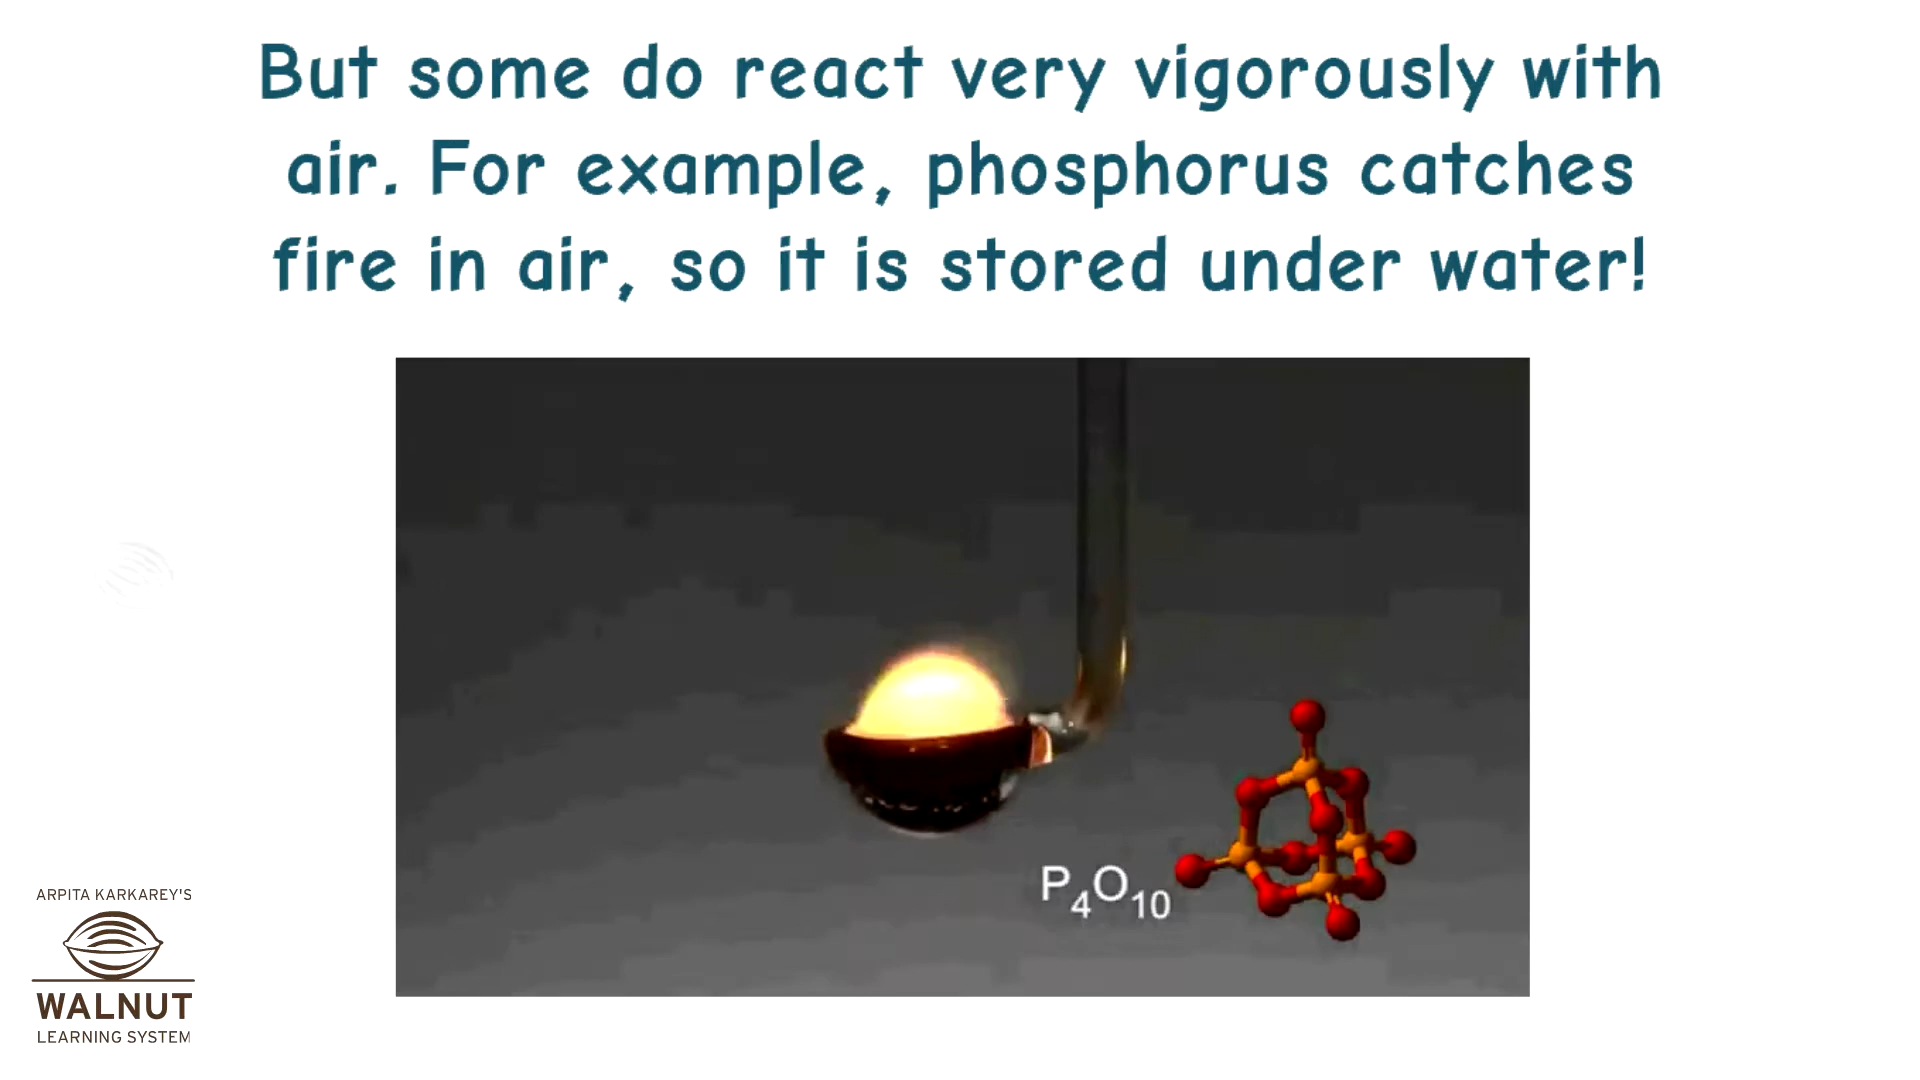 But some do react very vigorously with
air. For example, phosphorus catches
fire in air, so it is stored under water!
P₄O₁₀
ARPITA KARKAREY'S
WALNUT
LEARNING SYSTEM